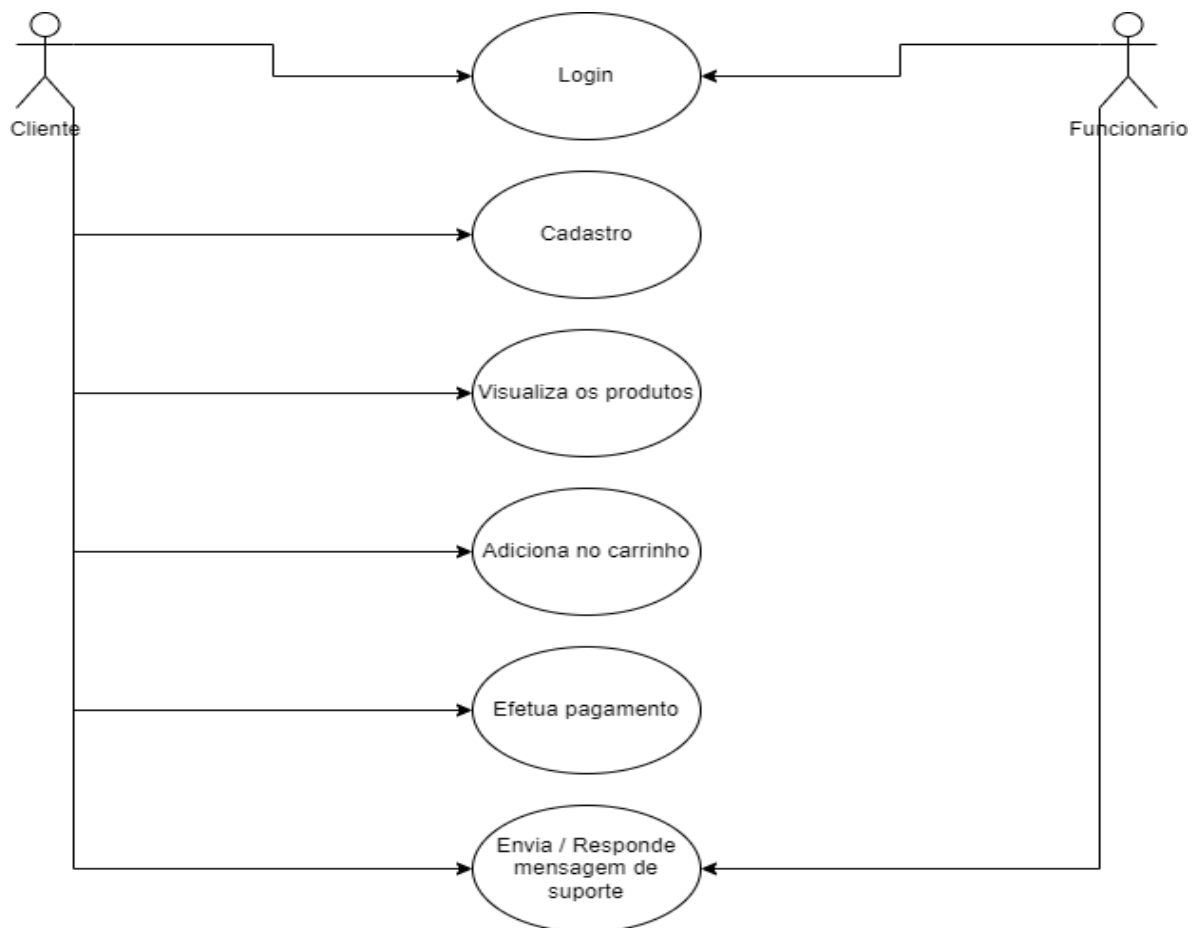 Login
Cliente
Funcionario
Cadastro
Visualiza os produtos
Adiciona no carrinho
Efetua pagamento
Envia / Responde
mensagem de
suporte